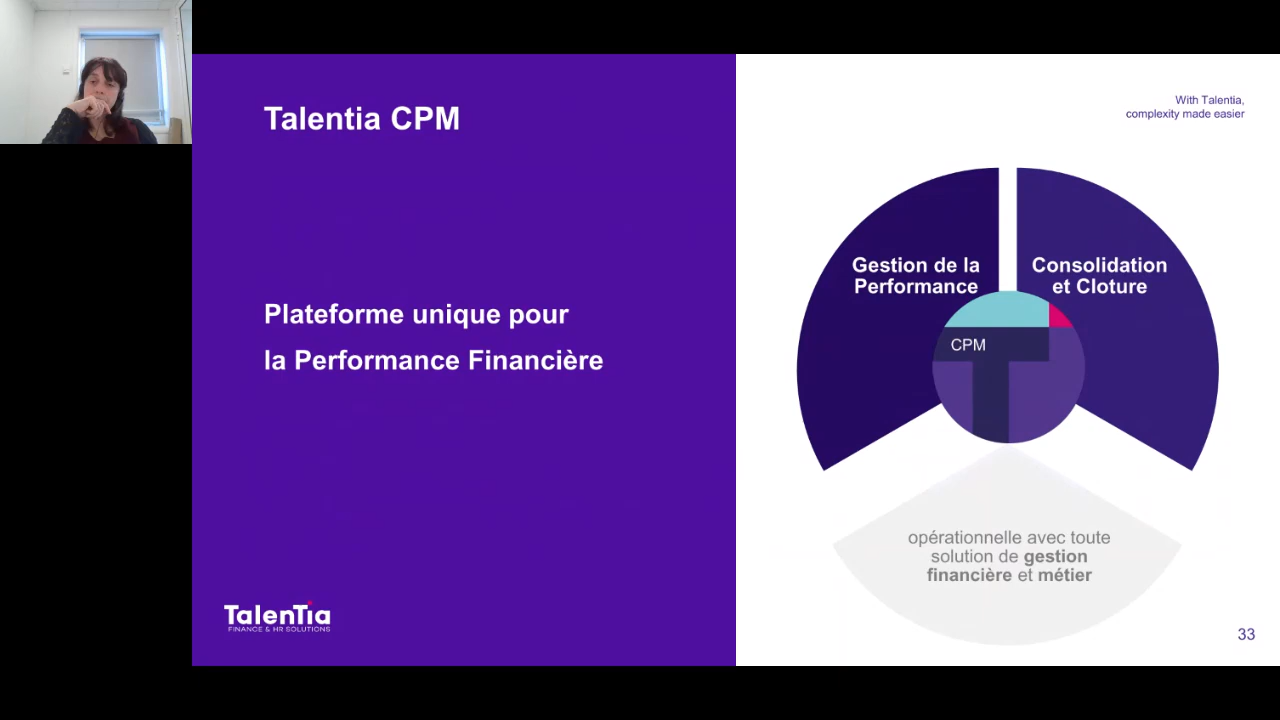 Talentia CPM
Plateforme unique pour
la Performance Financière
TalenTia
FINANCE & HR SOLUTIONS
With Talentia,
complexity made easier
Gestion de la
Performance
Consolidation
et Cloture
CPM
opérationnelle avec toute
solution de gestion
financière et métier
33